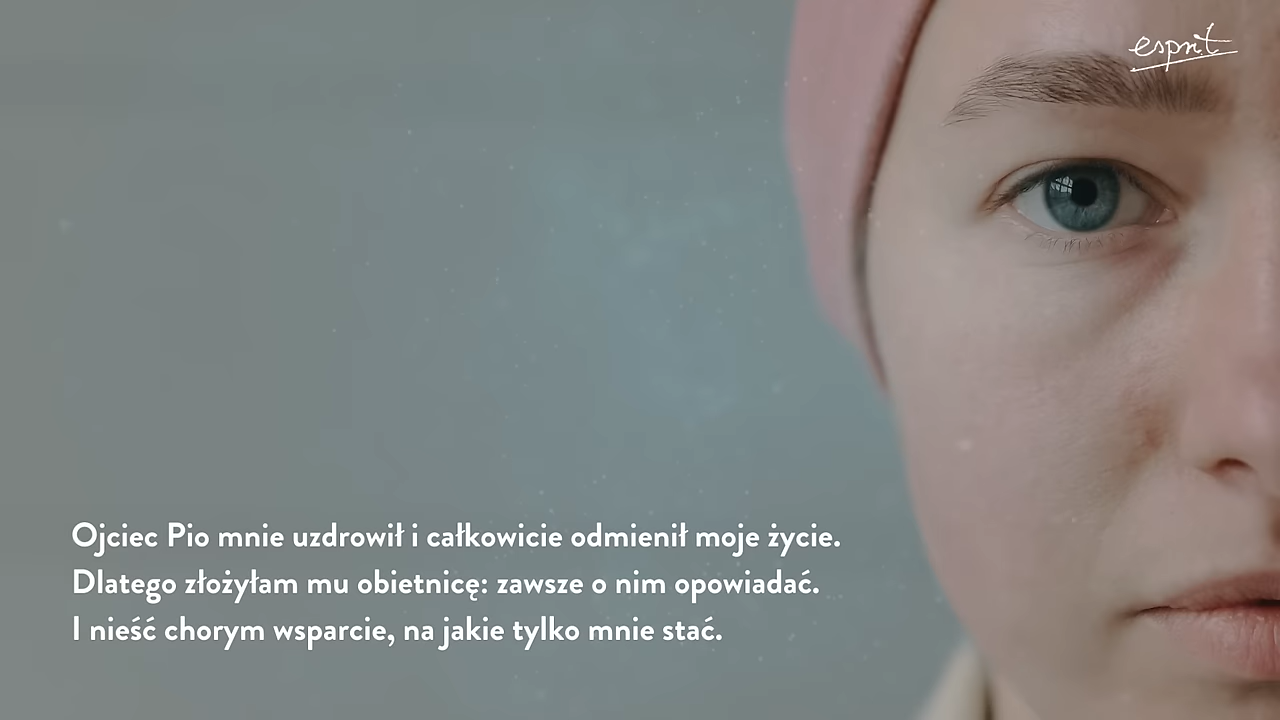 esprit
Ojciec Pio mnie uzdrowił i całkowicie odmienił moje życie.
Dlatego złożyłam mu obietnicę: zawsze o nim opowiadać.
I nieść chorym wsparcie, na jakie tylko mnie stać.